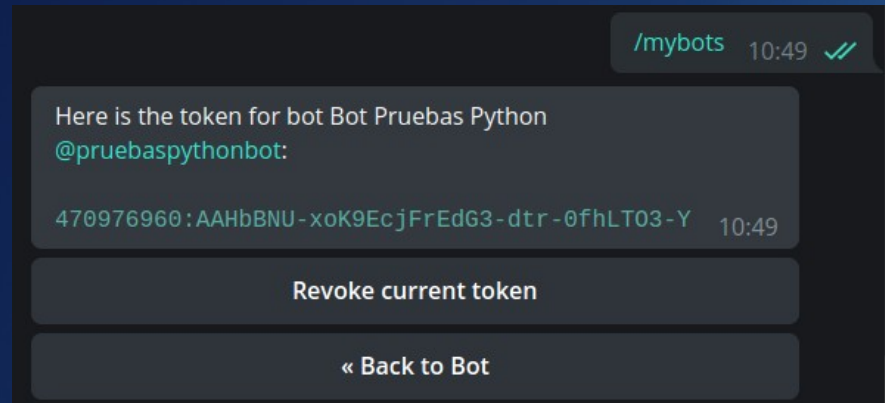 /mybots 10:49
Here is the token for bot Bot Pruebas Python
@pruebaspythonbot:
470976960:AAHbBNU-xoK9EcjFrEdG3-dtr-0fhLTO3-Y 10:49
Revoke current token
« Back to Bot